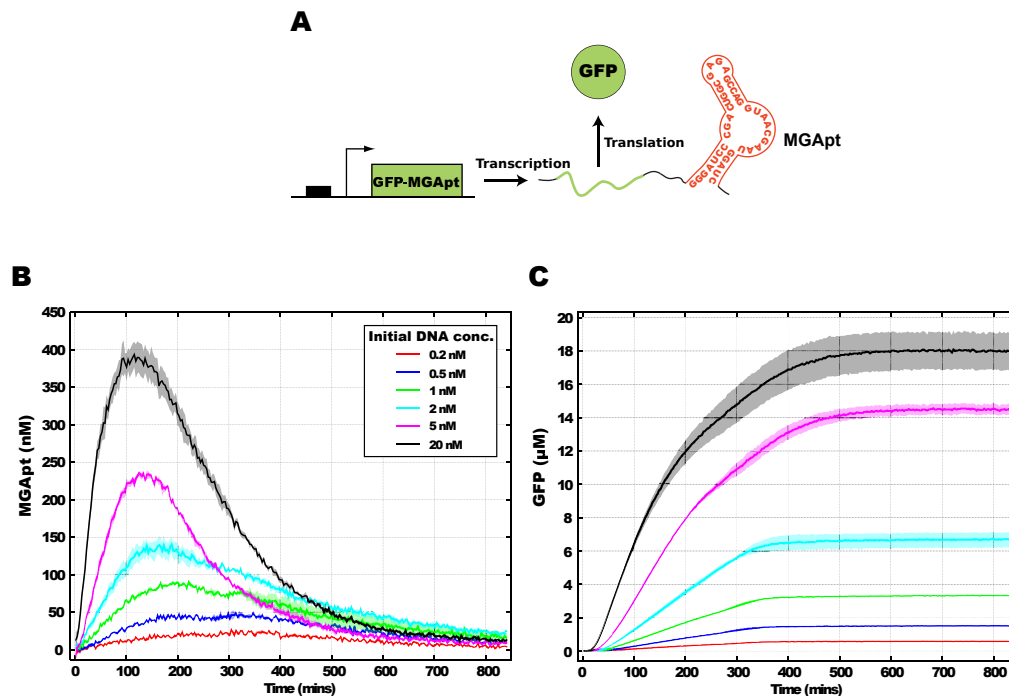 A
GFP
Translation
MGApt
GFP-MGApt
Transcription
GGGAUCCCGACUGGCGAGAGCCAGGUAACGAAUGGAUC
B
MGApt (nM)
450
400
350
300
250
200
150
100
50
0
Initial DNA conc.
0.2 nM
0.5 nM
1 nM
2 nM
5 nM
20 nM
0 100 200 300 400 500 600 700 800
Time (mins)
C
GFP (µM)
20
18
16
14
12
10
8
6
4
2
0
0 100 200 300 400 500 600 700 800
Time (mins)